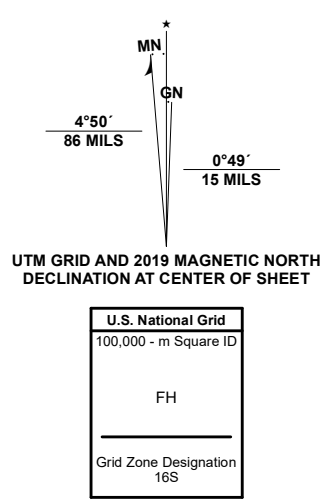 ★
MN
GN
4°50´
86 MILS
0°49´
15 MILS
UTM GRID AND 2019 MAGNETIC NORTH
DECLINATION AT CENTER OF SHEET
U.S. National Grid
100,000 - m Square ID
FH
Grid Zone Designation
16S